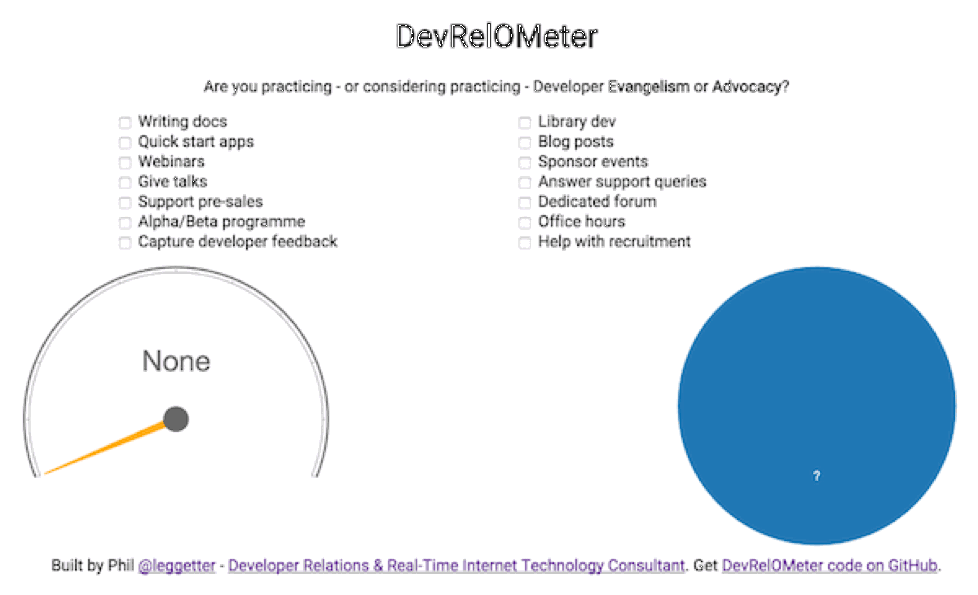 DevRelOMeter
Are you practicing - or considering practicing - Developer Evangelism or Advocacy?
Writing docs
Quick start apps
Webinars
Give talks
Support pre-sales
Alpha/Beta programme
Capture developer feedback
Library dev
Blog posts
Sponsor events
Answer support queries
Dedicated forum
Office hours
Help with recruitment
None
?
Built by Phil @leggetter - Developer Relations & Real-Time Internet Technology Consultant. Get DevRelOMeter code on GitHub.